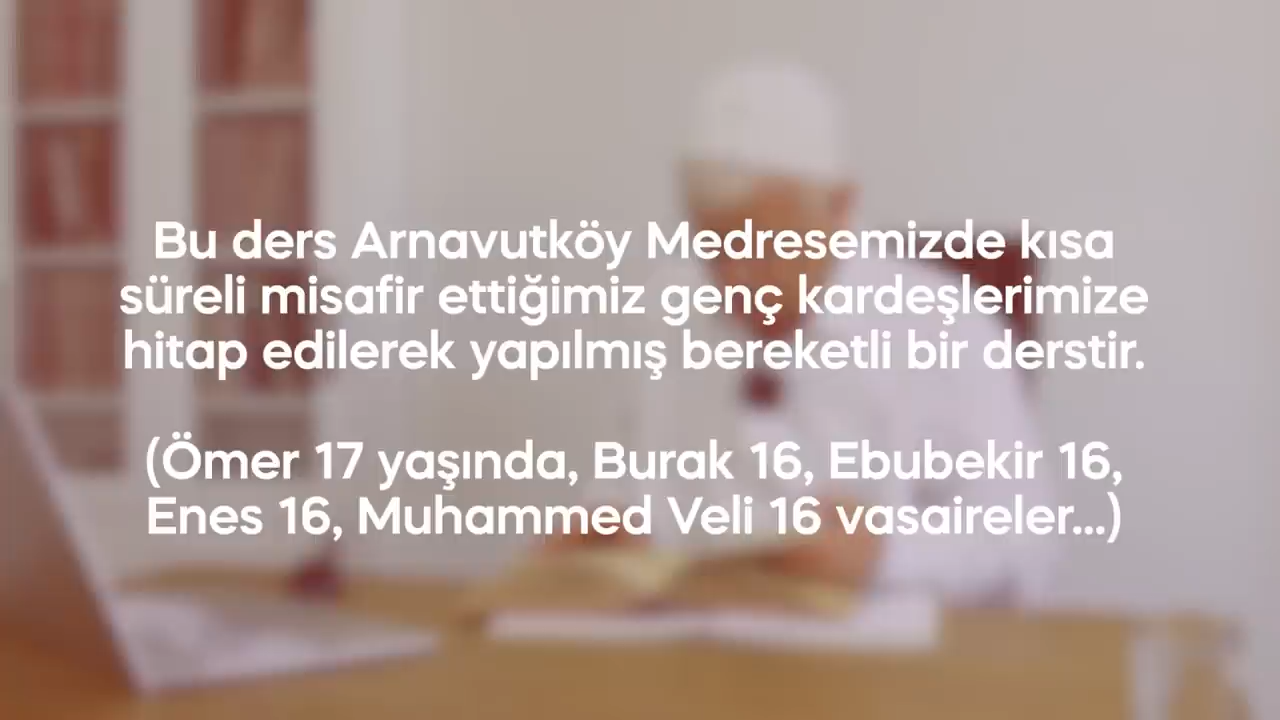 Bu ders Arnavutköy Medresemizde kısa
süreli misafir ettiğimiz genç kardeşlerimize
hitap edilerek yapılmış bereketli bir derstir.
(Ömer 17 yaşında, Burak 16, Ebubekir 16,
Enes 16, Muhammed Veli 16 vasaireler...)